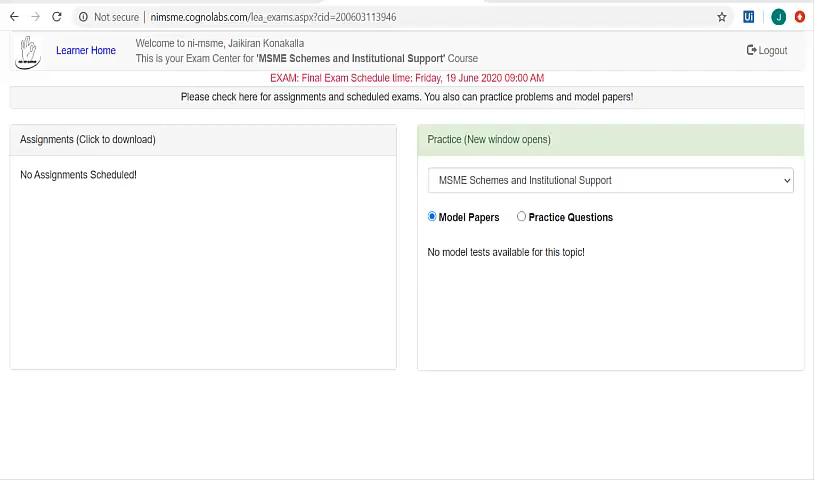 Not secure | nimsme.cognolabs.com/lea_exams.aspx?cid=200603113946
Ui
J
Learner Home
Welcome to ni-msme, Jaikiran Konakalla
This is your Exam Center for 'MSME Schemes and Institutional Support' Course
Logout
EXAM: Final Exam Schedule time: Friday, 19 June 2020 09:00 AM
Please check here for assignments and scheduled exams. You also can practice problems and model papers!
Assignments (Click to download)
No Assignments Scheduled!
Practice (New window opens)
MSME Schemes and Institutional Support
Model Papers Practice Questions
No model tests available for this topic!